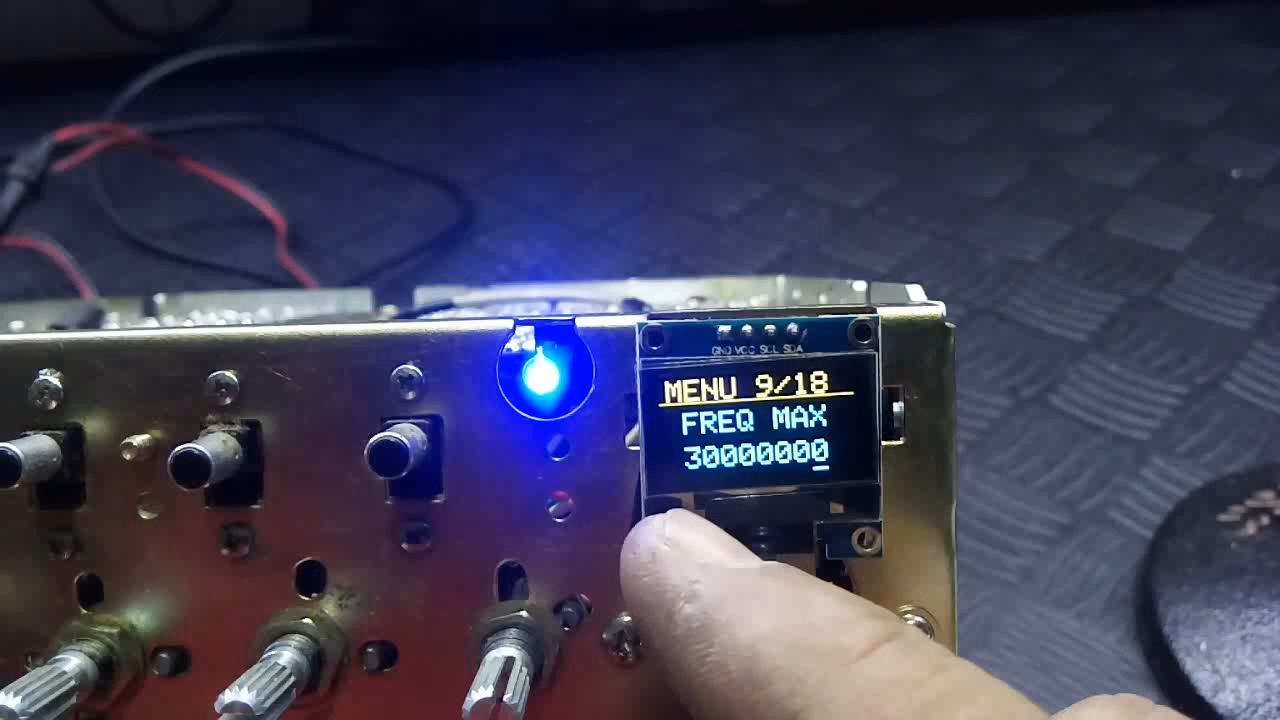 GND VCC SCL SDA
MENU 9/18
FREQ MAX
30000000